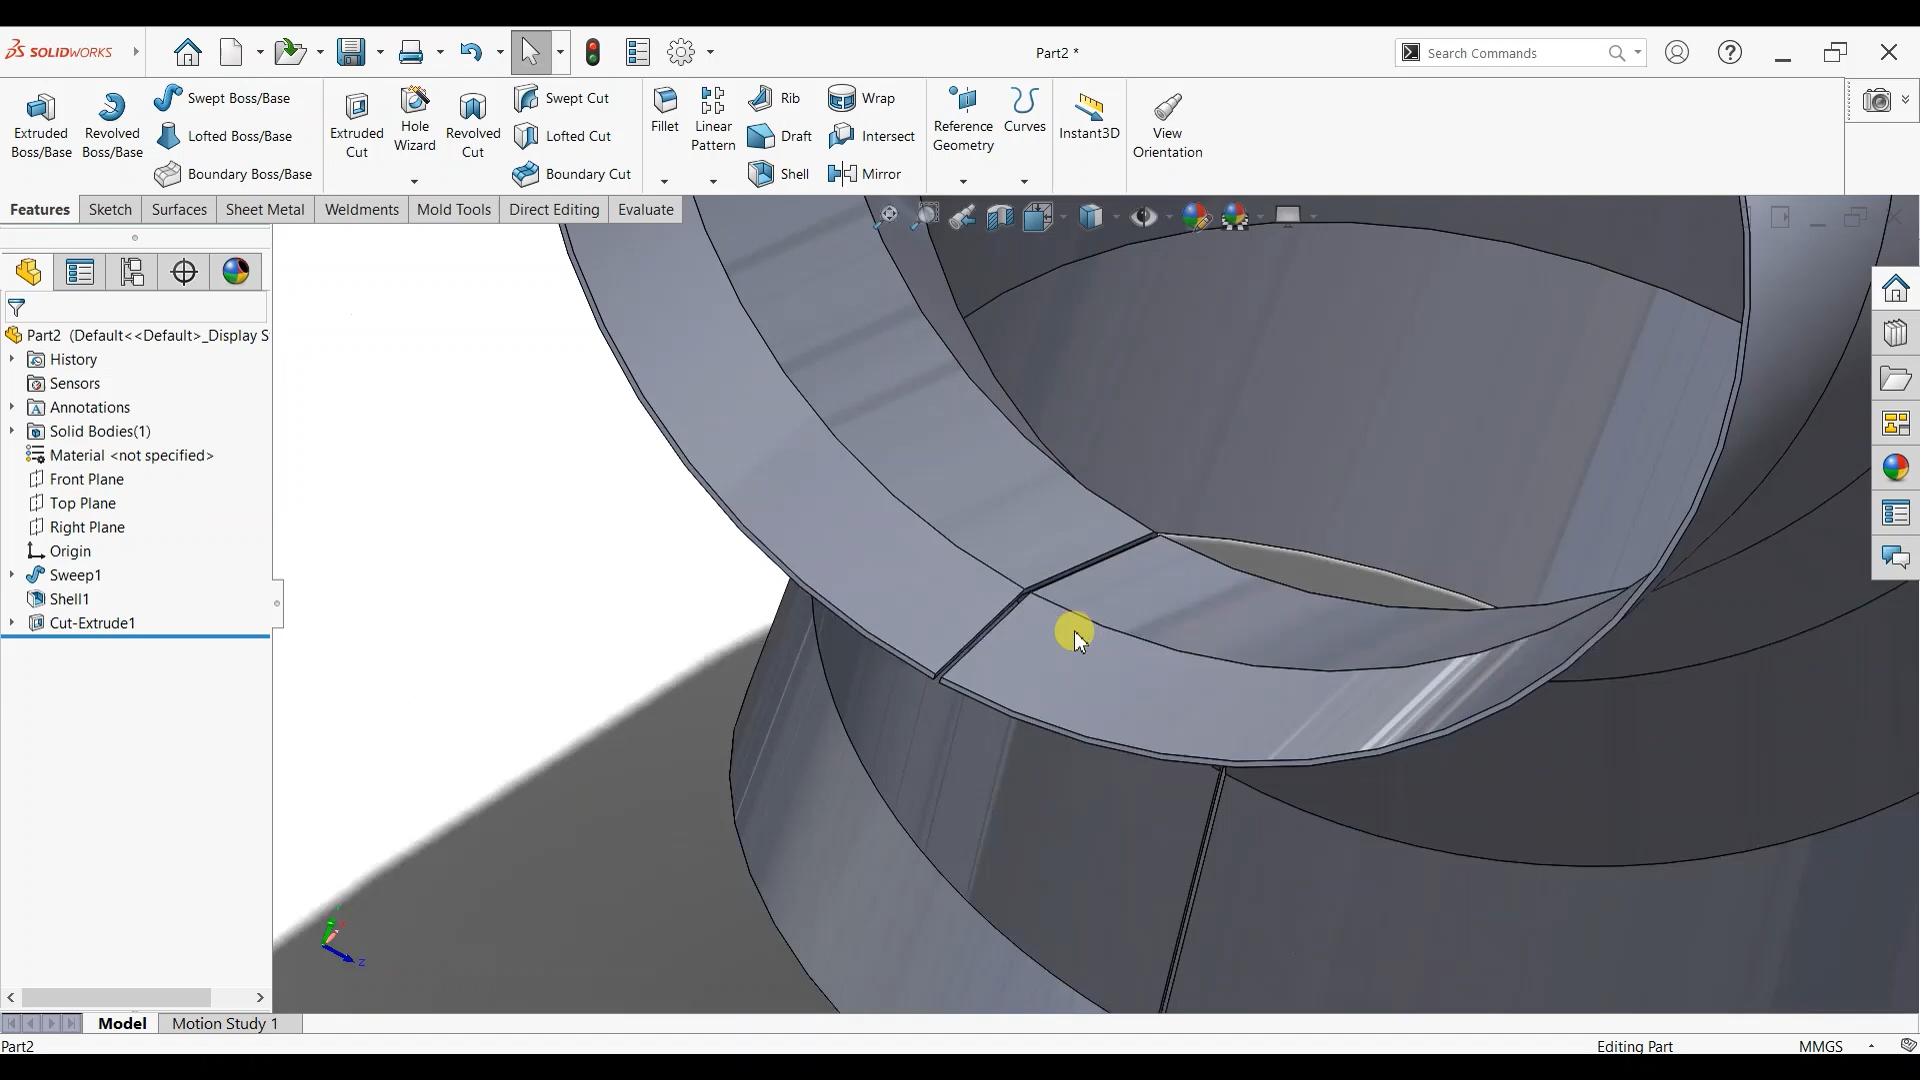 SOLIDWORKS
Part2 *
Search Commands
Extruded Boss/Base
Revolved Boss/Base
Swept Boss/Base
Lofted Boss/Base
Boundary Boss/Base
Extruded Cut
Hole Wizard
Revolved Cut
Swept Cut
Lofted Cut
Boundary Cut
Fillet
Linear Pattern
Rib
Draft
Shell
Wrap
Intersect
Mirror
Reference Geometry
Curves
Instant3D
View Orientation
Features Sketch Surfaces Sheet Metal Weldments Mold Tools Direct Editing Evaluate
Part2 (Default<<Default>_Display S
History
Sensors
Annotations
Solid Bodies(1)
Material <not specified>
Front Plane
Top Plane
Right Plane
Origin
Sweep1
Shell1
Cut-Extrude1
Z
Model Motion Study 1
Part2 Editing Part MMGS